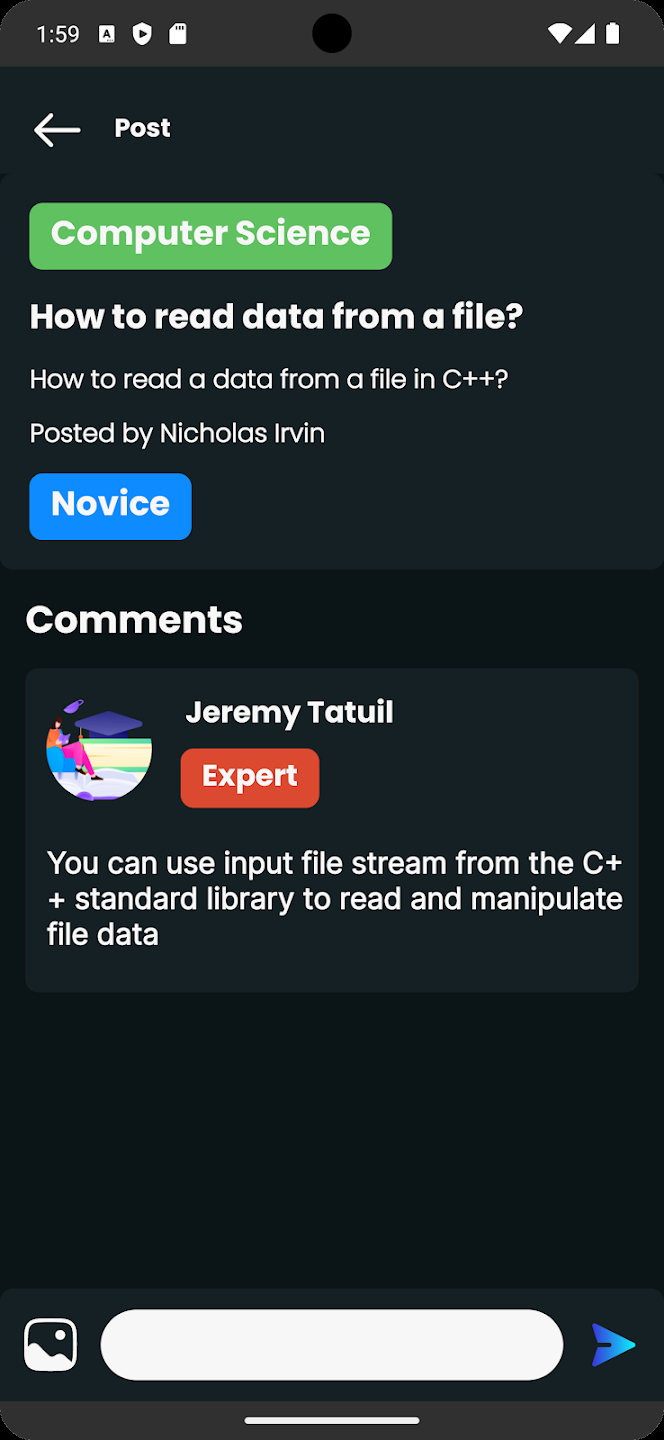 1:59
Post
Computer Science
How to read data from a file?
How to read a data from a file in C++?
Posted by Nicholas Irvin
Novice
Comments
Jeremy Tatuil
Expert
You can use input file stream from the C+
+ standard library to read and manipulate
file data